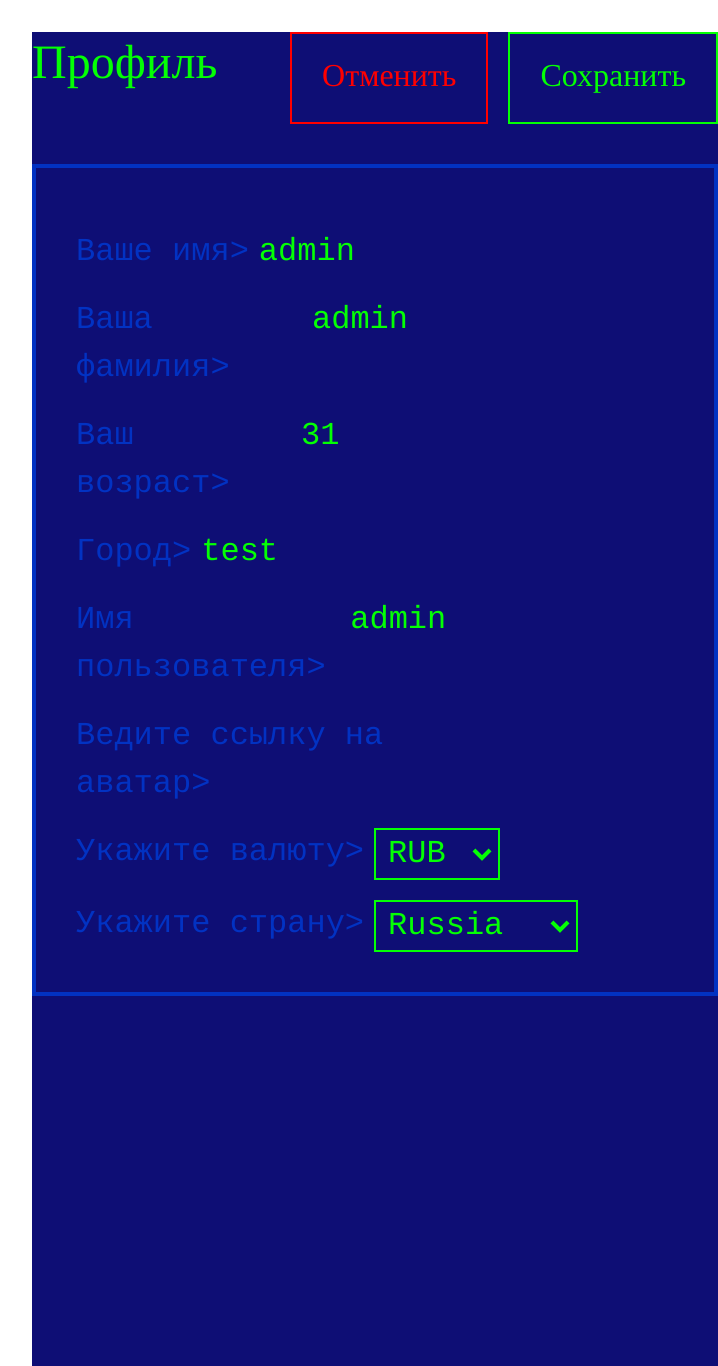 Профиль Отменить Сохранить
Ваше имя> admin
Ваша admin
фамилия>
Ваш 31
возраст>
Город> test
Имя admin
пользователя>
Ведите ссылку на
аватар>
Укажите валюту> RUB
Укажите страну> Russia